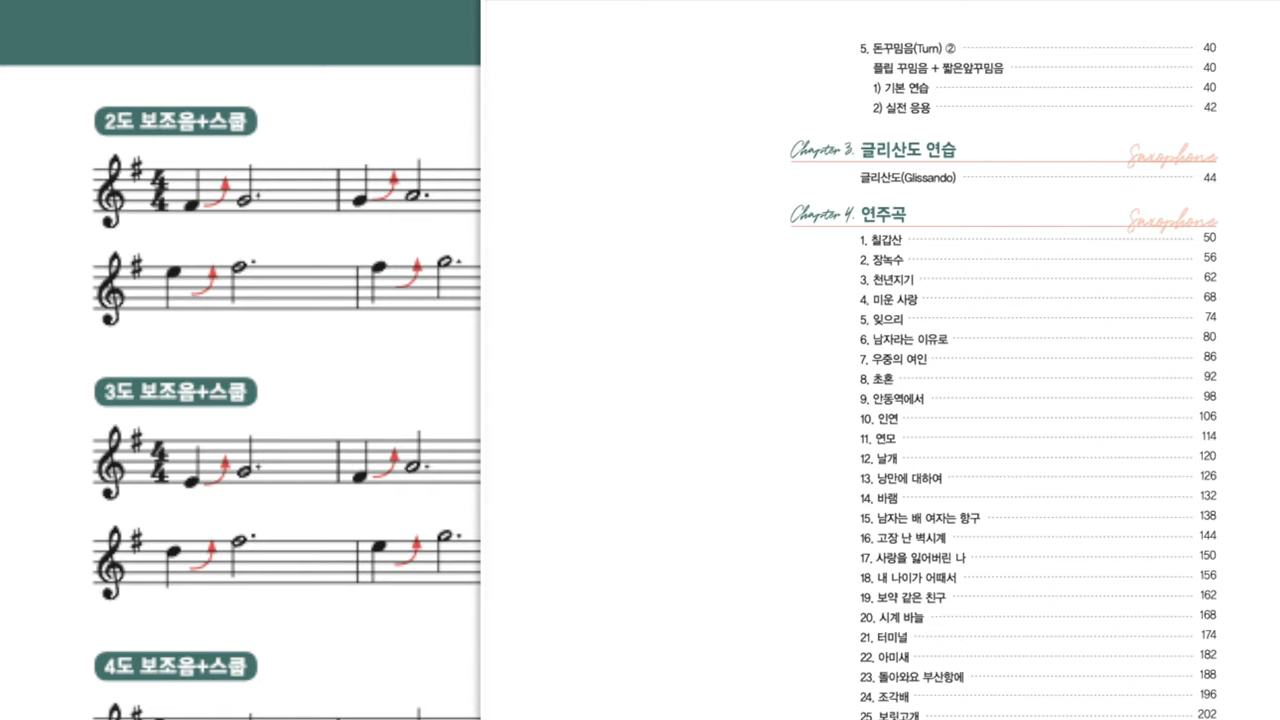 2도 보조음+스쿱
3도 보조음+스쿱
4도 보조음+스쿱
5. 돈꾸밈음(Turn) ② 40
플립 꾸밈음 + 짧은앞꾸밈음 40
1) 기본 연습 40
2) 실전 응용 42
Chapter 3. 글리산도 연습 Saxophone
글리산도(Glissando) 44
Chapter 4. 연주곡 Saxophone
1. 칠갑산 50
2. 장녹수 56
3. 천년지기 62
4. 미운 사랑 68
5. 잊으리 74
6. 남자라는 이유로 80
7. 우중의 여인 86
8. 초혼 92
9. 안동역에서 98
10. 인연 106
11. 연모 114
12. 날개 120
13. 낭만에 대하여 126
14. 바램 132
15. 남자는 배 여자는 항구 138
16. 고장 난 벽시계 144
17. 사랑을 잃어버린 나 150
18. 내 나이가 어때서 156
19. 보약 같은 친구 162
20. 시계 바늘 168
21. 터미널 174
22. 아미새 182
23. 돌아와요 부산항에 188
24. 조각배 196
25. 보릿고개 202